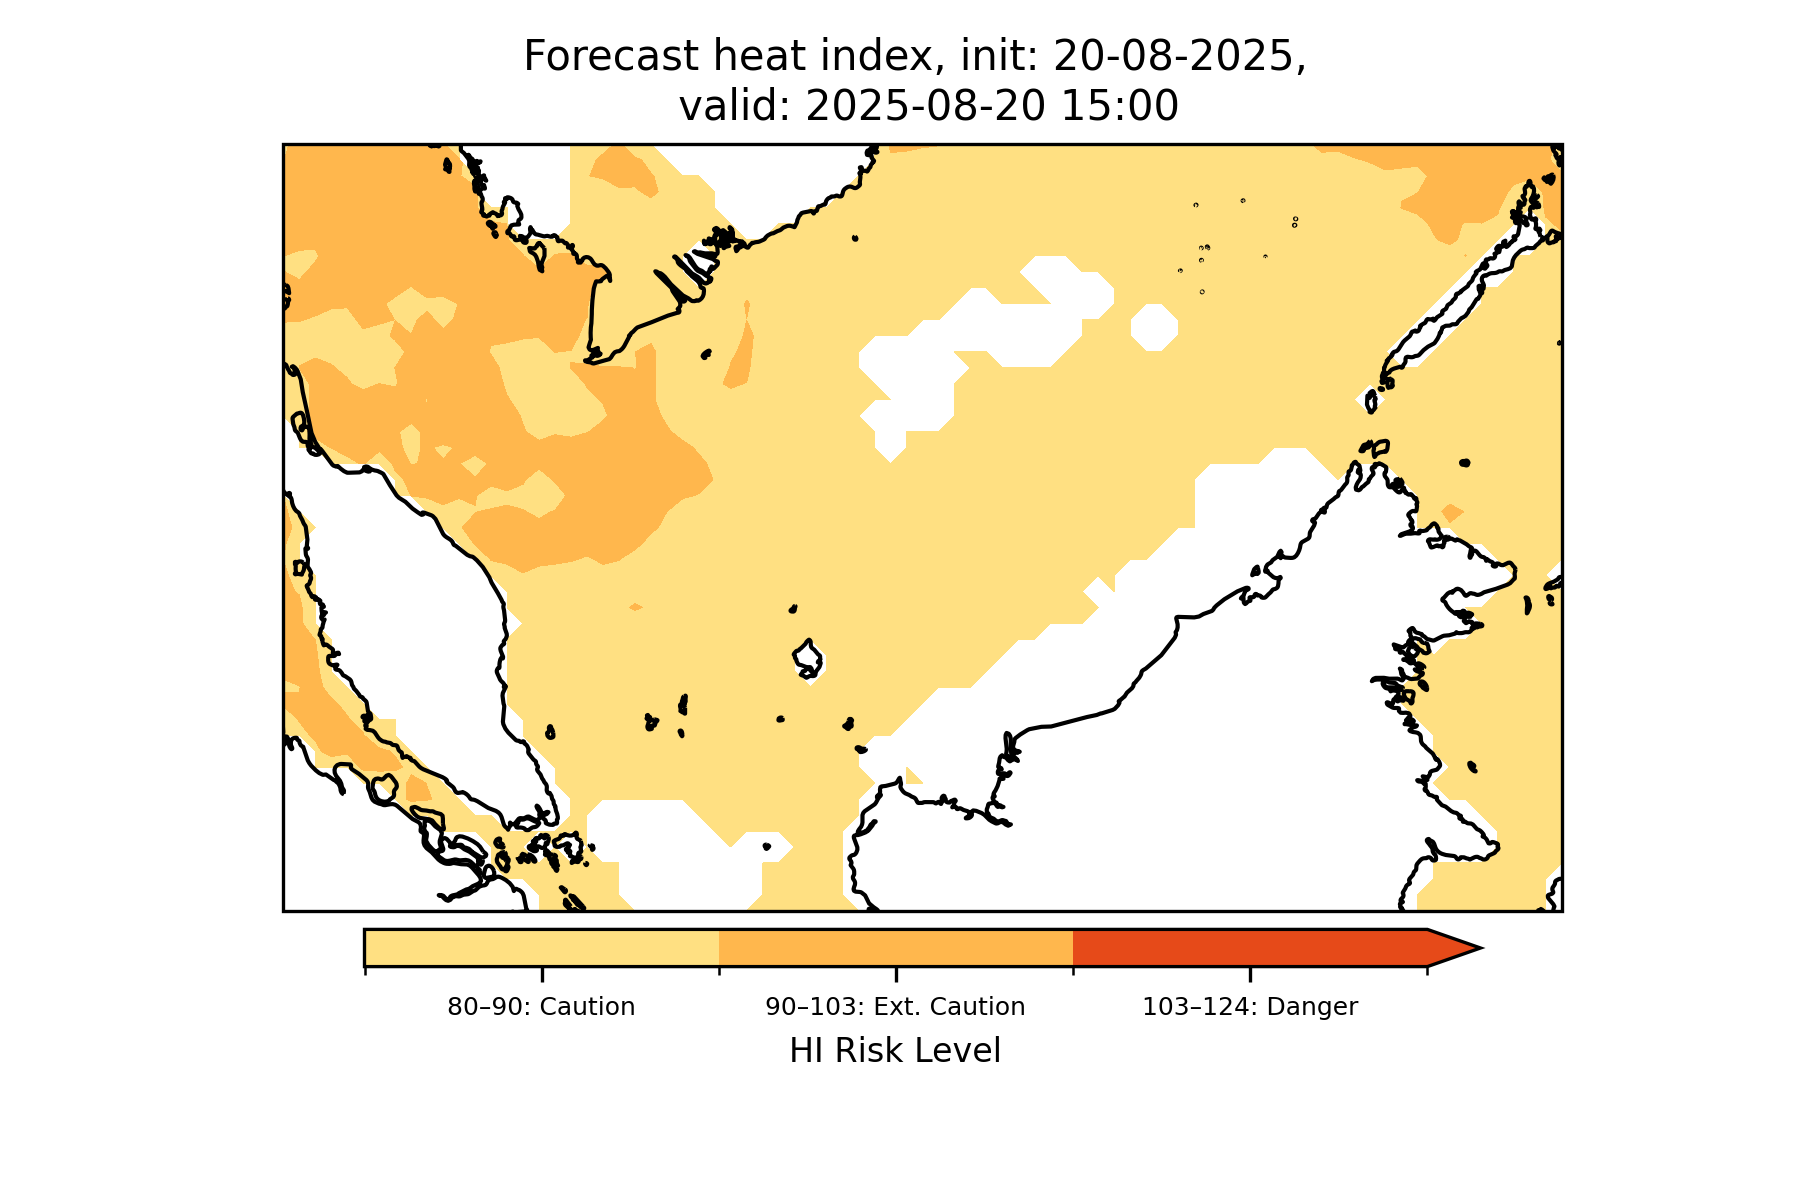 Forecast heat index, init: 20-08-2025,
valid: 2025-08-20 15:00
80–90: Caution
90–103: Ext. Caution
103–124: Danger
HI Risk Level